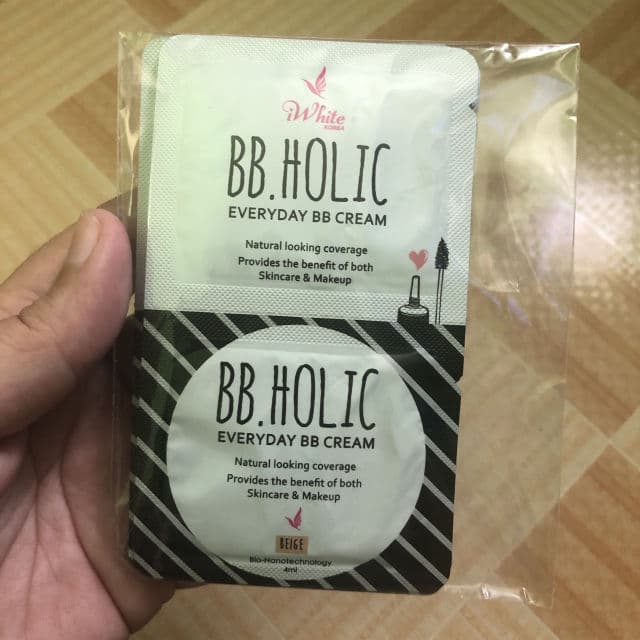 iWhite
KOREA
BB.HOLIC
EVERYDAY BB CREAM
Natural looking coverage
Provides the benefit of both
Skincare & Makeup
BB.HOLIC
EVERYDAY BB CREAM
Natural looking coverage
Provides the benefit of both
Skincare & Makeup
BEIGE
Bio-Nanotechnology
4ml